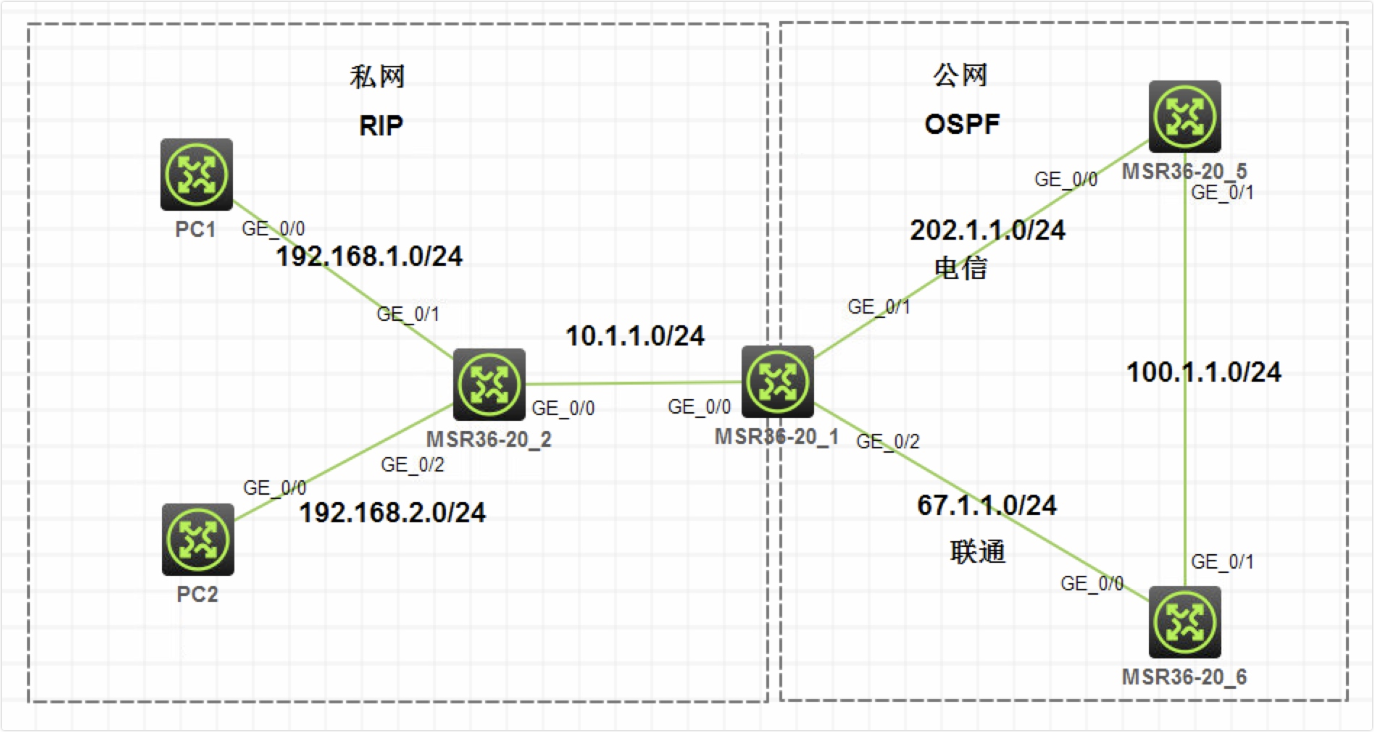 私网
RIP
公网
OSPF
PC1
GE_0/0
192.168.1.0/24
GE_0/1
10.1.1.0/24
MSR36-20_2
GE_0/0
GE_0/2
GE_0/0
192.168.2.0/24
PC2
GE_0/0
MSR36-20_1
GE_0/1
GE_0/0
202.1.1.0/24
电信
MSR36-20_5
GE_0/1
100.1.1.0/24
GE_0/2
67.1.1.0/24
联通
GE_0/0
GE_0/1
MSR36-20_6